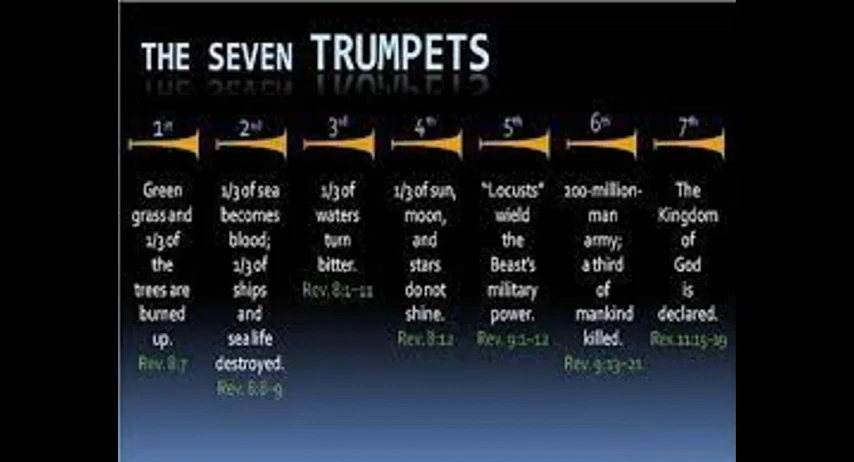 THE SEVEN TRUMPETS
1st
2nd
3rd
4th
5th
6th
7th
Green
grass and
1/3 of
the
trees are
burned
up.
Rev. 8:7
1/3 of sea
becomes
blood;
1/3 of
ships
and
sea life
destroyed.
Rev. 8:8-9
1/3 of
waters
turn
bitter.
Rev. 8:1-11
1/3 of sun,
moon,
and
stars
do not
shine.
Rev. 8:12
"Locusts"
wield
the
Beast's
military
power.
Rev. 9:1-12
200-million-
man
army;
a third
of
mankind
killed.
Rev. 9:13-21
The
Kingdom
of
God
is
declared.
Rev. 11:15-19